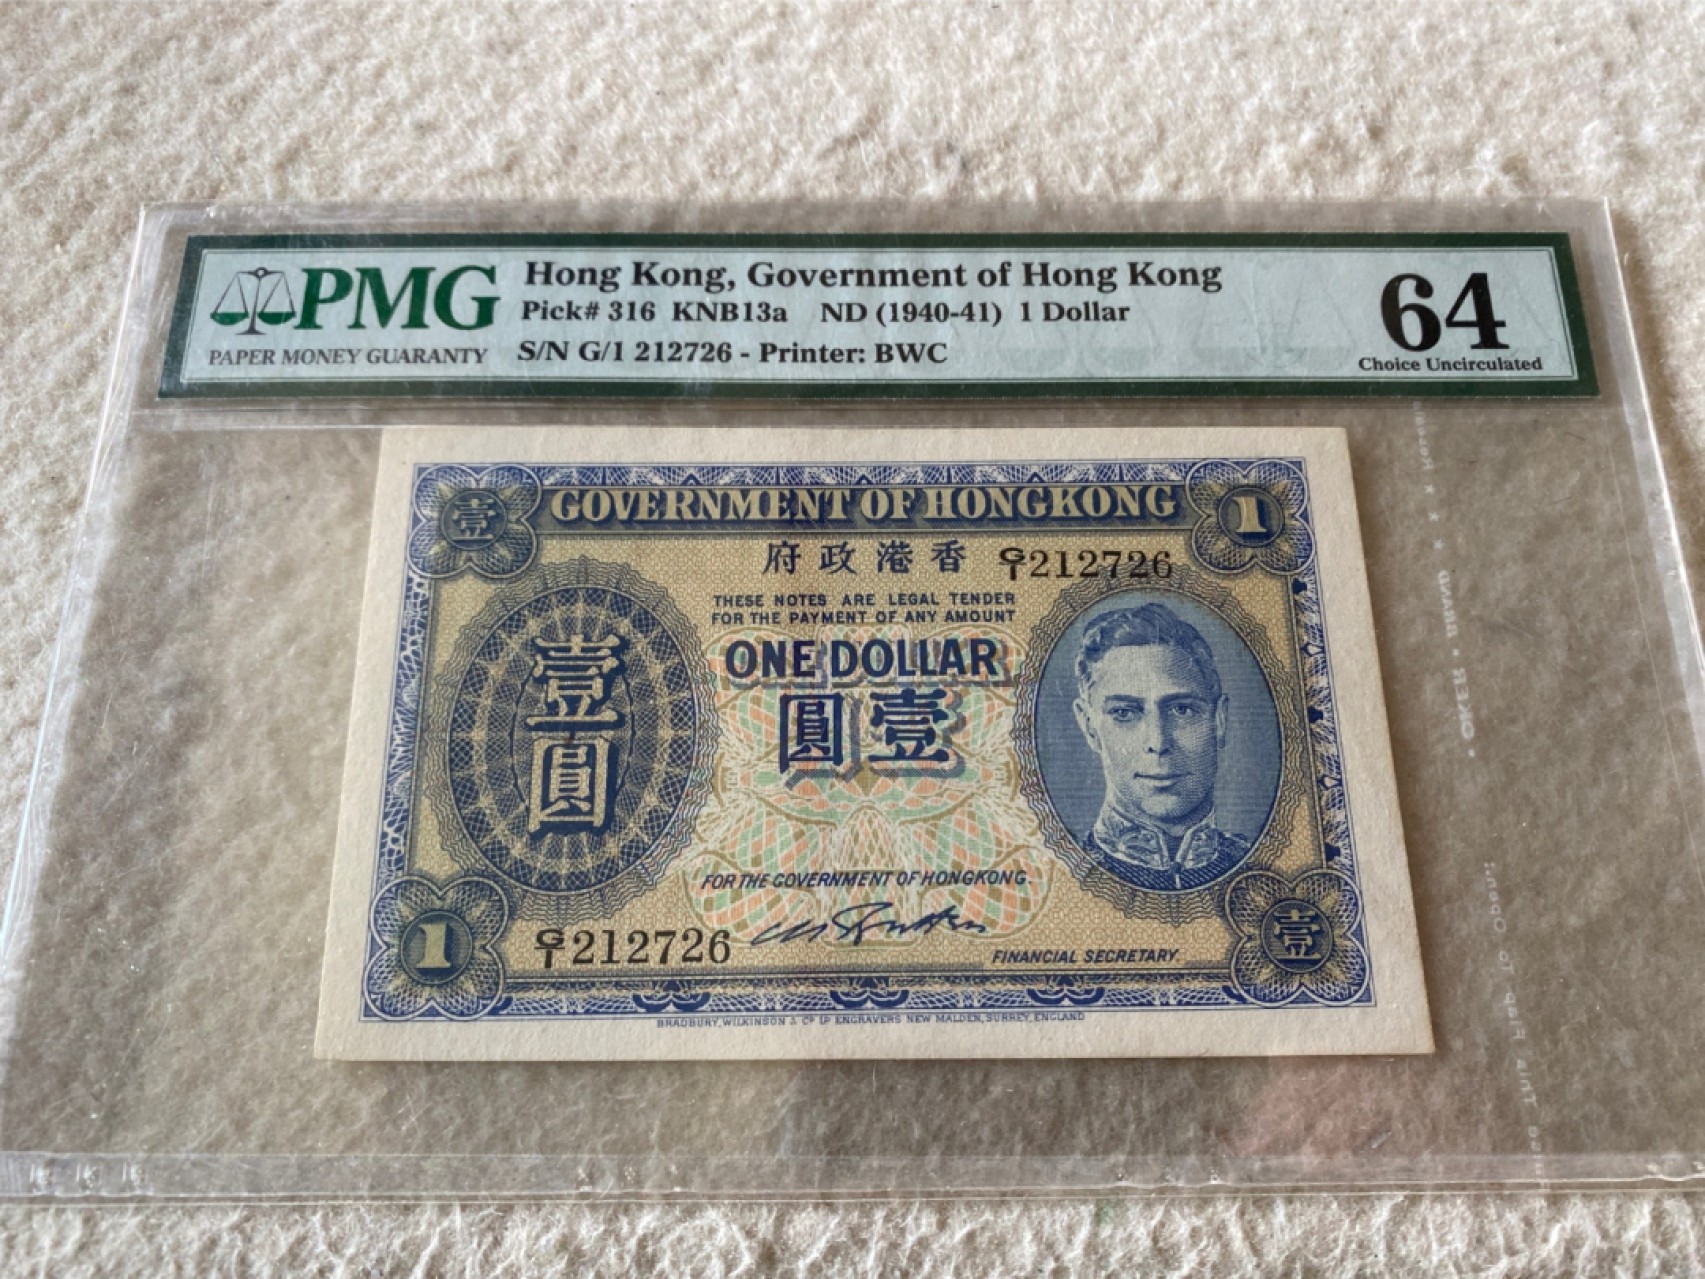 PMG
PAPER MONEY GUARANTY
Hong Kong, Government of Hong Kong
Pick# 316 KNB13a ND (1940-41) 1 Dollar
S/N G/1 212726 - Printer: BWC
64
Choice Uncirculated
壹
GOVERNMENT OF HONGKONG
1
府政港香
G/1 212726
THESE NOTES ARE LEGAL TENDER
FOR THE PAYMENT OF ANY AMOUNT
ONE DOLLAR
圓壹
壹圓
FOR THE GOVERNMENT OF HONGKONG.
1
G/1 212726
FINANCIAL SECRETARY.
壹
BRADBURY, WILKINSON & Co Ld ENGRAVERS NEW MALDEN, SURREY, ENGLAND